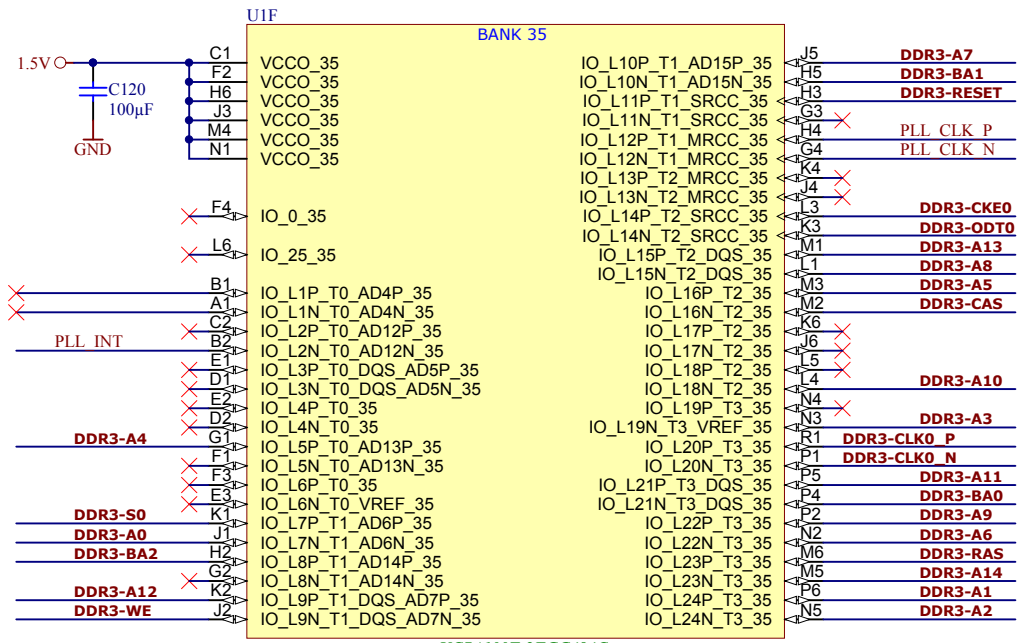 U1F
BANK 35
1.5V
C120
100µF
GND
C1 VCCO_35
F2 VCCO_35
H6 VCCO_35
J3 VCCO_35
M4 VCCO_35
N1 VCCO_35
F4 IO_0_35
L6 IO_25_35
B1 IO_L1P_T0_AD4P_35
A1 IO_L1N_T0_AD4N_35
C2 IO_L2P_T0_AD12P_35
PLL_INT B2 IO_L2N_T0_AD12N_35
E1 IO_L3P_T0_DQS_AD5P_35
D1 IO_L3N_T0_DQS_AD5N_35
E2 IO_L4P_T0_35
D2 IO_L4N_T0_35
DDR3-A4 G1 IO_L5P_T0_AD13P_35
F1 IO_L5N_T0_AD13N_35
F3 IO_L6P_T0_35
E3 IO_L6N_T0_VREF_35
DDR3-S0 K1 IO_L7P_T1_AD6P_35
DDR3-A0 J1 IO_L7N_T1_AD6N_35
DDR3-BA2 H2 IO_L8P_T1_AD14P_35
G2 IO_L8N_T1_AD14N_35
DDR3-A12 K2 IO_L9P_T1_DQS_AD7P_35
DDR3-WE J2 IO_L9N_T1_DQS_AD7N_35
IO_L10P_T1_AD15P_35 J5 DDR3-A7
IO_L10N_T1_AD15N_35 H5 DDR3-BA1
IO_L11P_T1_SRCC_35 H3 DDR3-RESET
IO_L11N_T1_SRCC_35 G3
IO_L12P_T1_MRCC_35 H4 PLL_CLK_P
IO_L12N_T1_MRCC_35 G4 PLL_CLK_N
IO_L13P_T2_MRCC_35 K4
IO_L13N_T2_MRCC_35 J4
IO_L14P_T2_SRCC_35 L3 DDR3-CKE0
IO_L14N_T2_SRCC_35 K3 DDR3-ODT0
IO_L15P_T2_DQS_35 M1 DDR3-A13
IO_L15N_T2_DQS_35 L1 DDR3-A8
IO_L16P_T2_35 M3 DDR3-A5
IO_L16N_T2_35 M2 DDR3-CAS
IO_L17P_T2_35 K6
IO_L17N_T2_35 J6
IO_L18P_T2_35 L5
IO_L18N_T2_35 L4 DDR3-A10
IO_L19P_T3_35 N4
IO_L19N_T3_VREF_35 N3 DDR3-A3
IO_L20P_T3_35 R1 DDR3-CLK0_P
IO_L20N_T3_35 P1 DDR3-CLK0_N
IO_L21P_T3_DQS_35 P5 DDR3-A11
IO_L21N_T3_DQS_35 P4 DDR3-BA0
IO_L22P_T3_35 P2 DDR3-A9
IO_L22N_T3_35 N2 DDR3-A6
IO_L23P_T3_35 M6 DDR3-RAS
IO_L23N_T3_35 M5 DDR3-A14
IO_L24P_T3_35 P6 DDR3-A1
IO_L24N_T3_35 N5 DDR3-A2